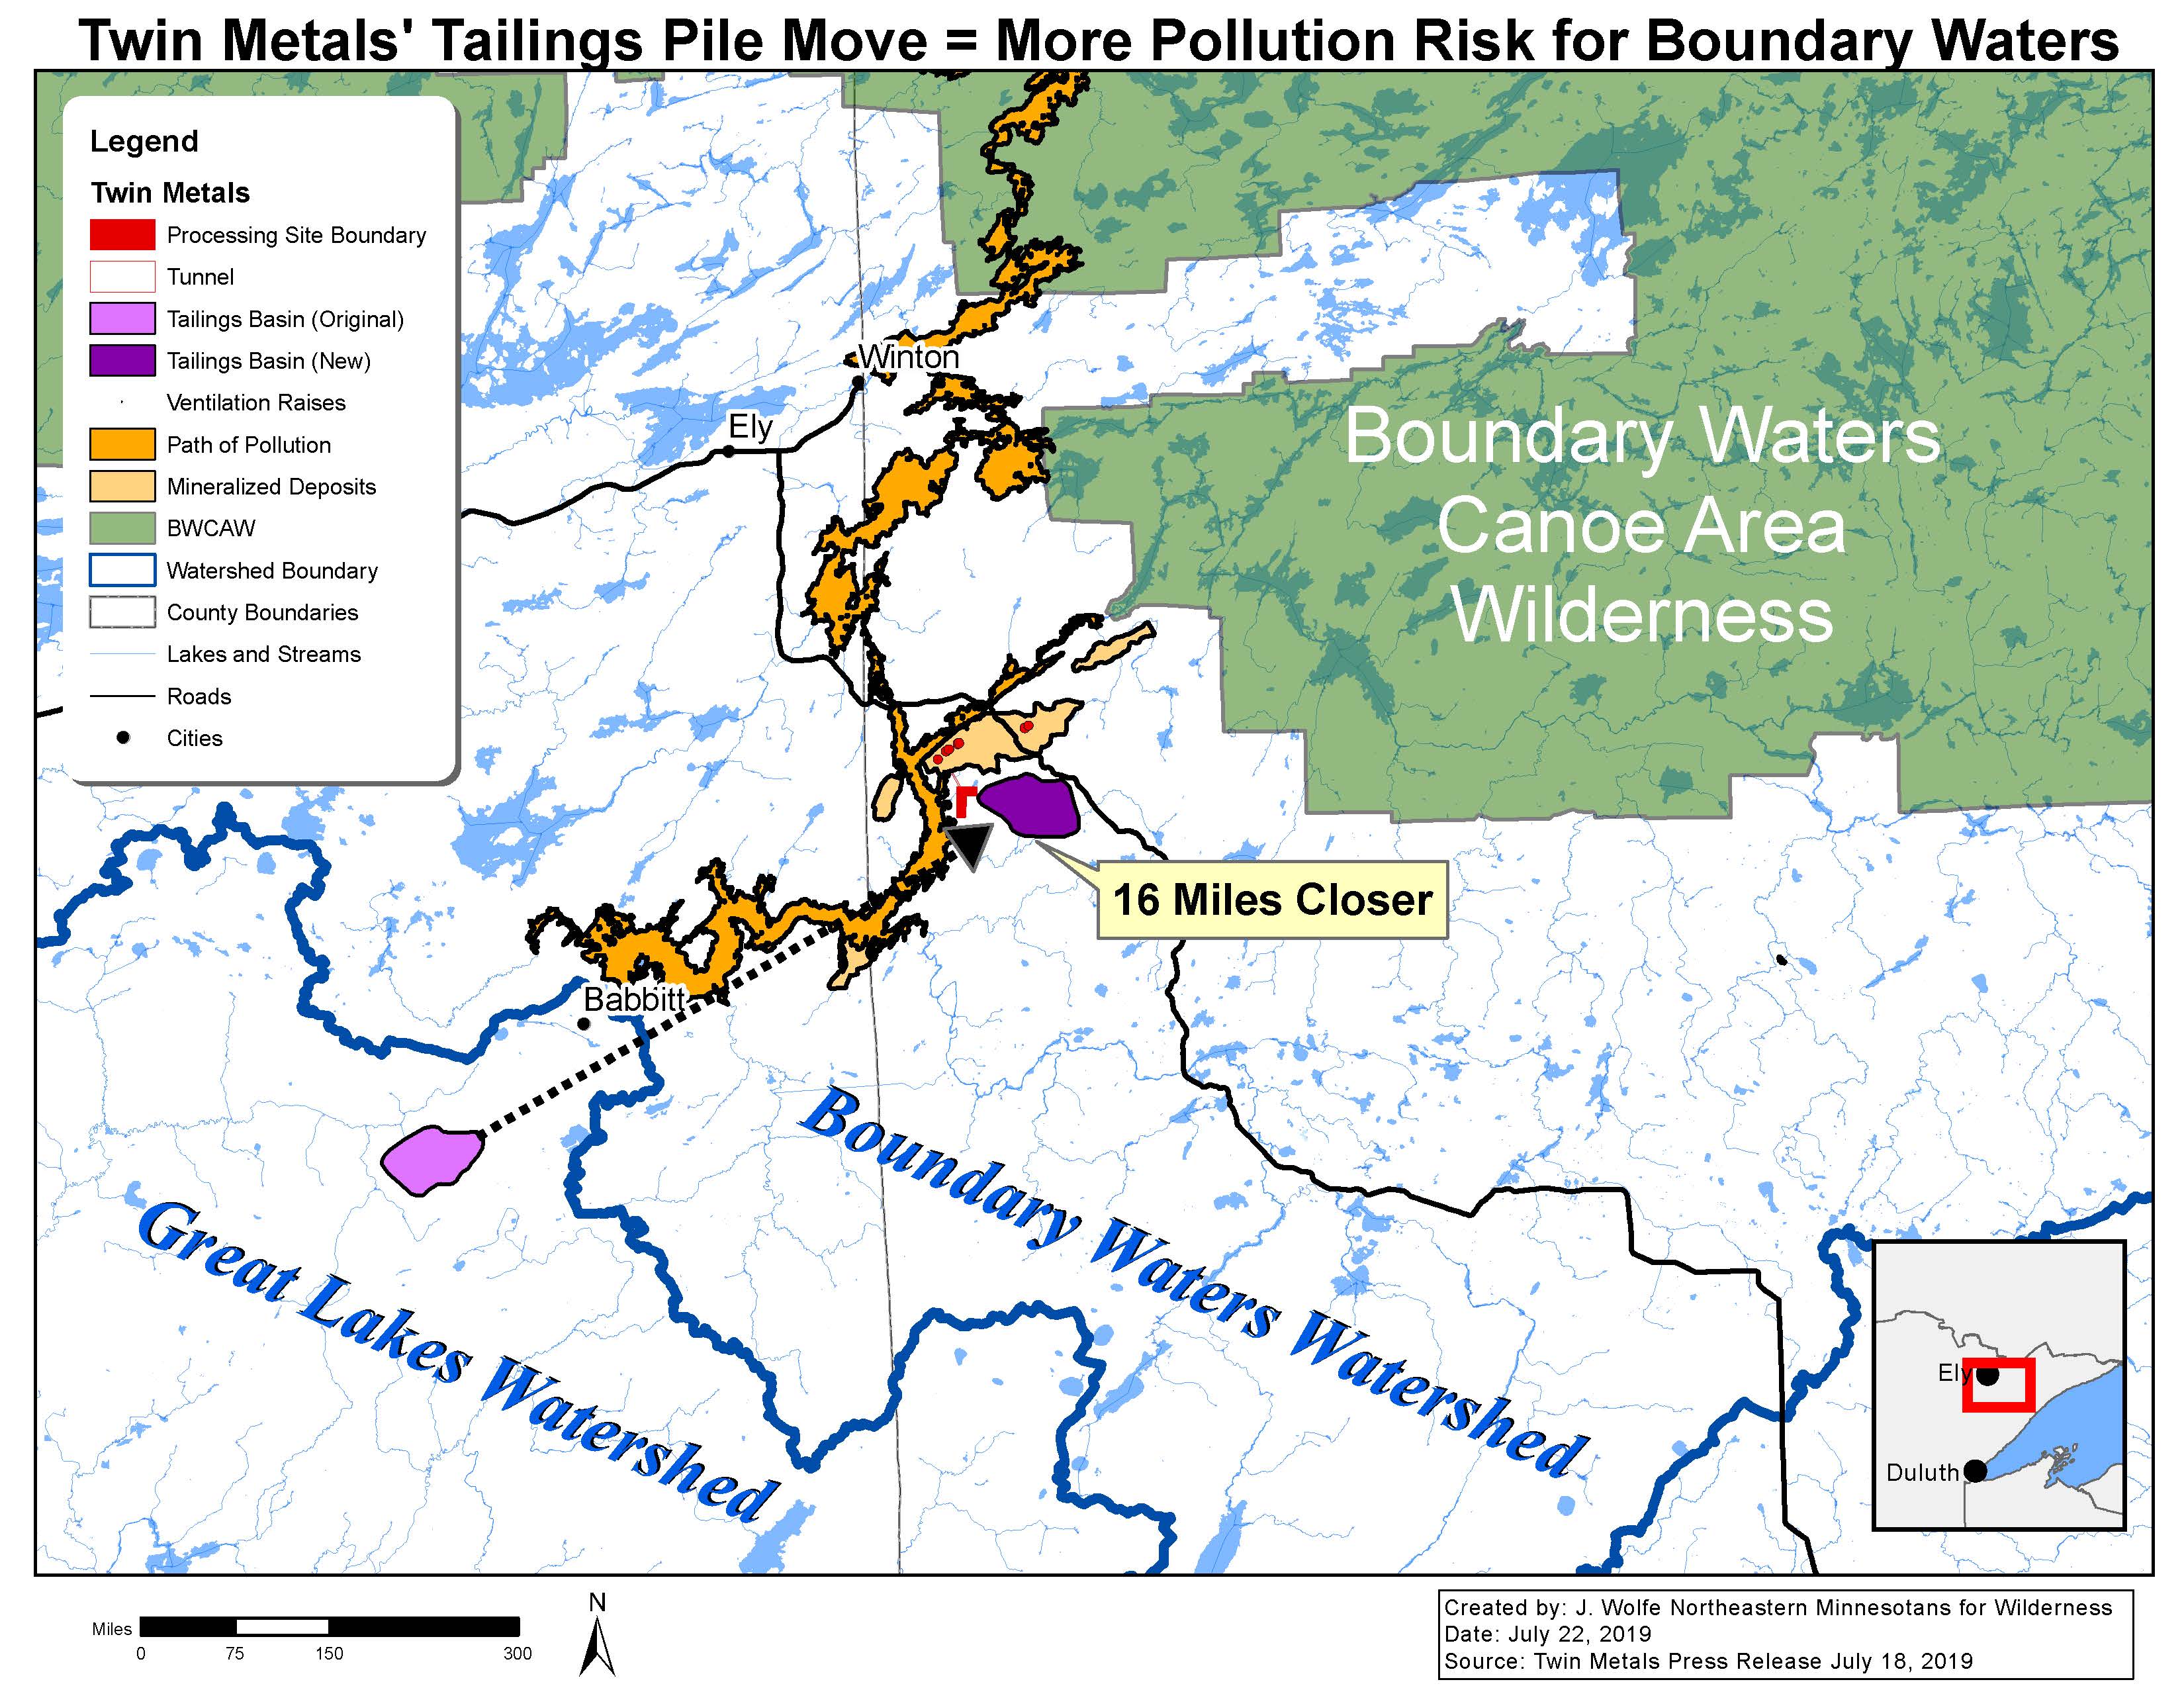 Twin Metals' Tailings Pile Move = More Pollution Risk for Boundary Waters
Legend
Twin Metals
Processing Site Boundary
Tunnel
Tailings Basin (Original)
Tailings Basin (New)
Ventilation Raises
Path of Pollution
Mineralized Deposits
BWCAW
Watershed Boundary
County Boundaries
Lakes and Streams
Roads
Cities
Winton
Ely
Boundary Waters
Canoe Area
Wilderness
16 Miles Closer
Babbitt
Boundary Waters Watershed
Great Lakes Watershed
Ely
Duluth
Miles
0 75 150 300
N
Created by: J. Wolfe Northeastern Minnesotans for Wilderness
Date: July 22, 2019
Source: Twin Metals Press Release July 18, 2019